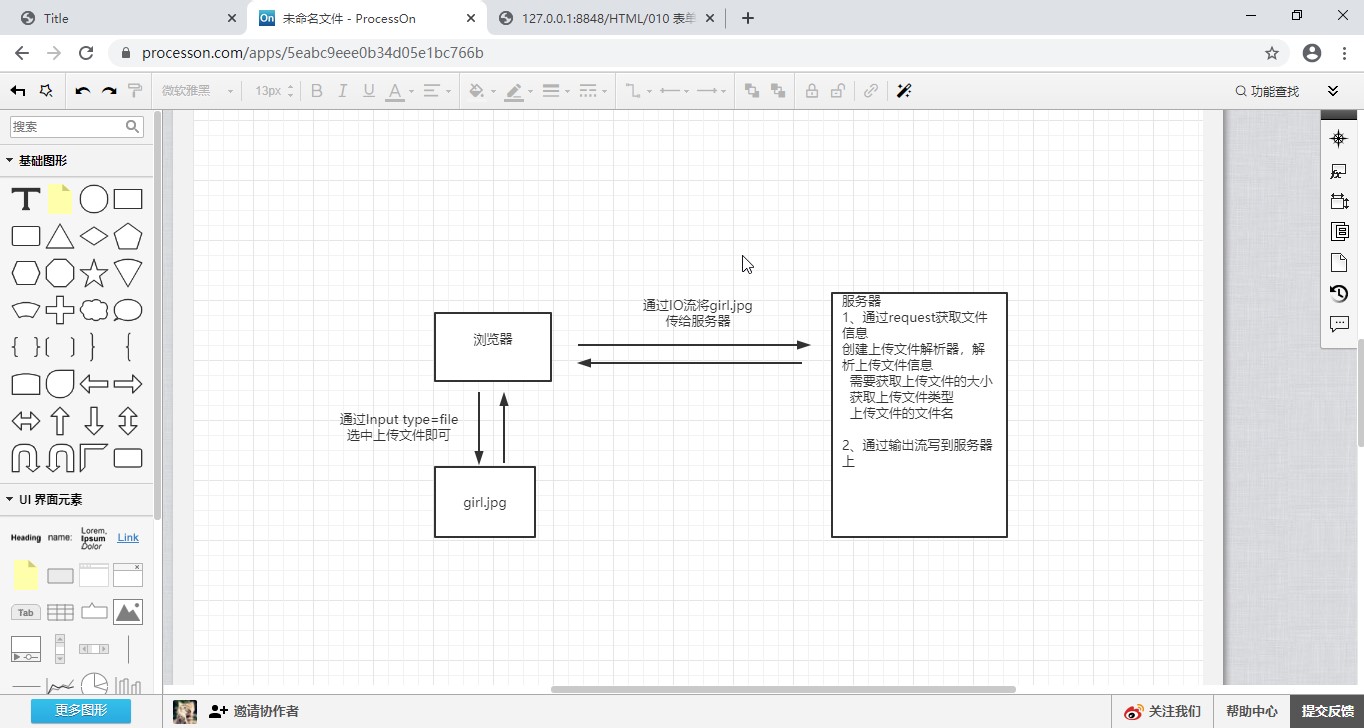 Title
未命名文件 - ProcessOn
127.0.0.1:8848/HTML/010 表单
processon.com/apps/5eabc9eee0b34d05e1bc766b
微软雅黑
13px
B
I
U
A
功能查找
搜索
基础图形
T
UI 界面元素
Heading
name:
Lorem,
Ipsum
Dolor
Link
Tab
更多图形
浏览器
通过IO流将girl.jpg
传给服务器
通过Input type=file
选中上传文件即可
girl.jpg
服务器
1、通过request获取文件
信息
创建上传文件解析器，解
析上传文件信息
需要获取上传文件的大小
获取上传文件类型
上传文件的文件名
2、通过输出流写到服务器
上
fx
邀请协作者
关注我们
帮助中心
提交反馈